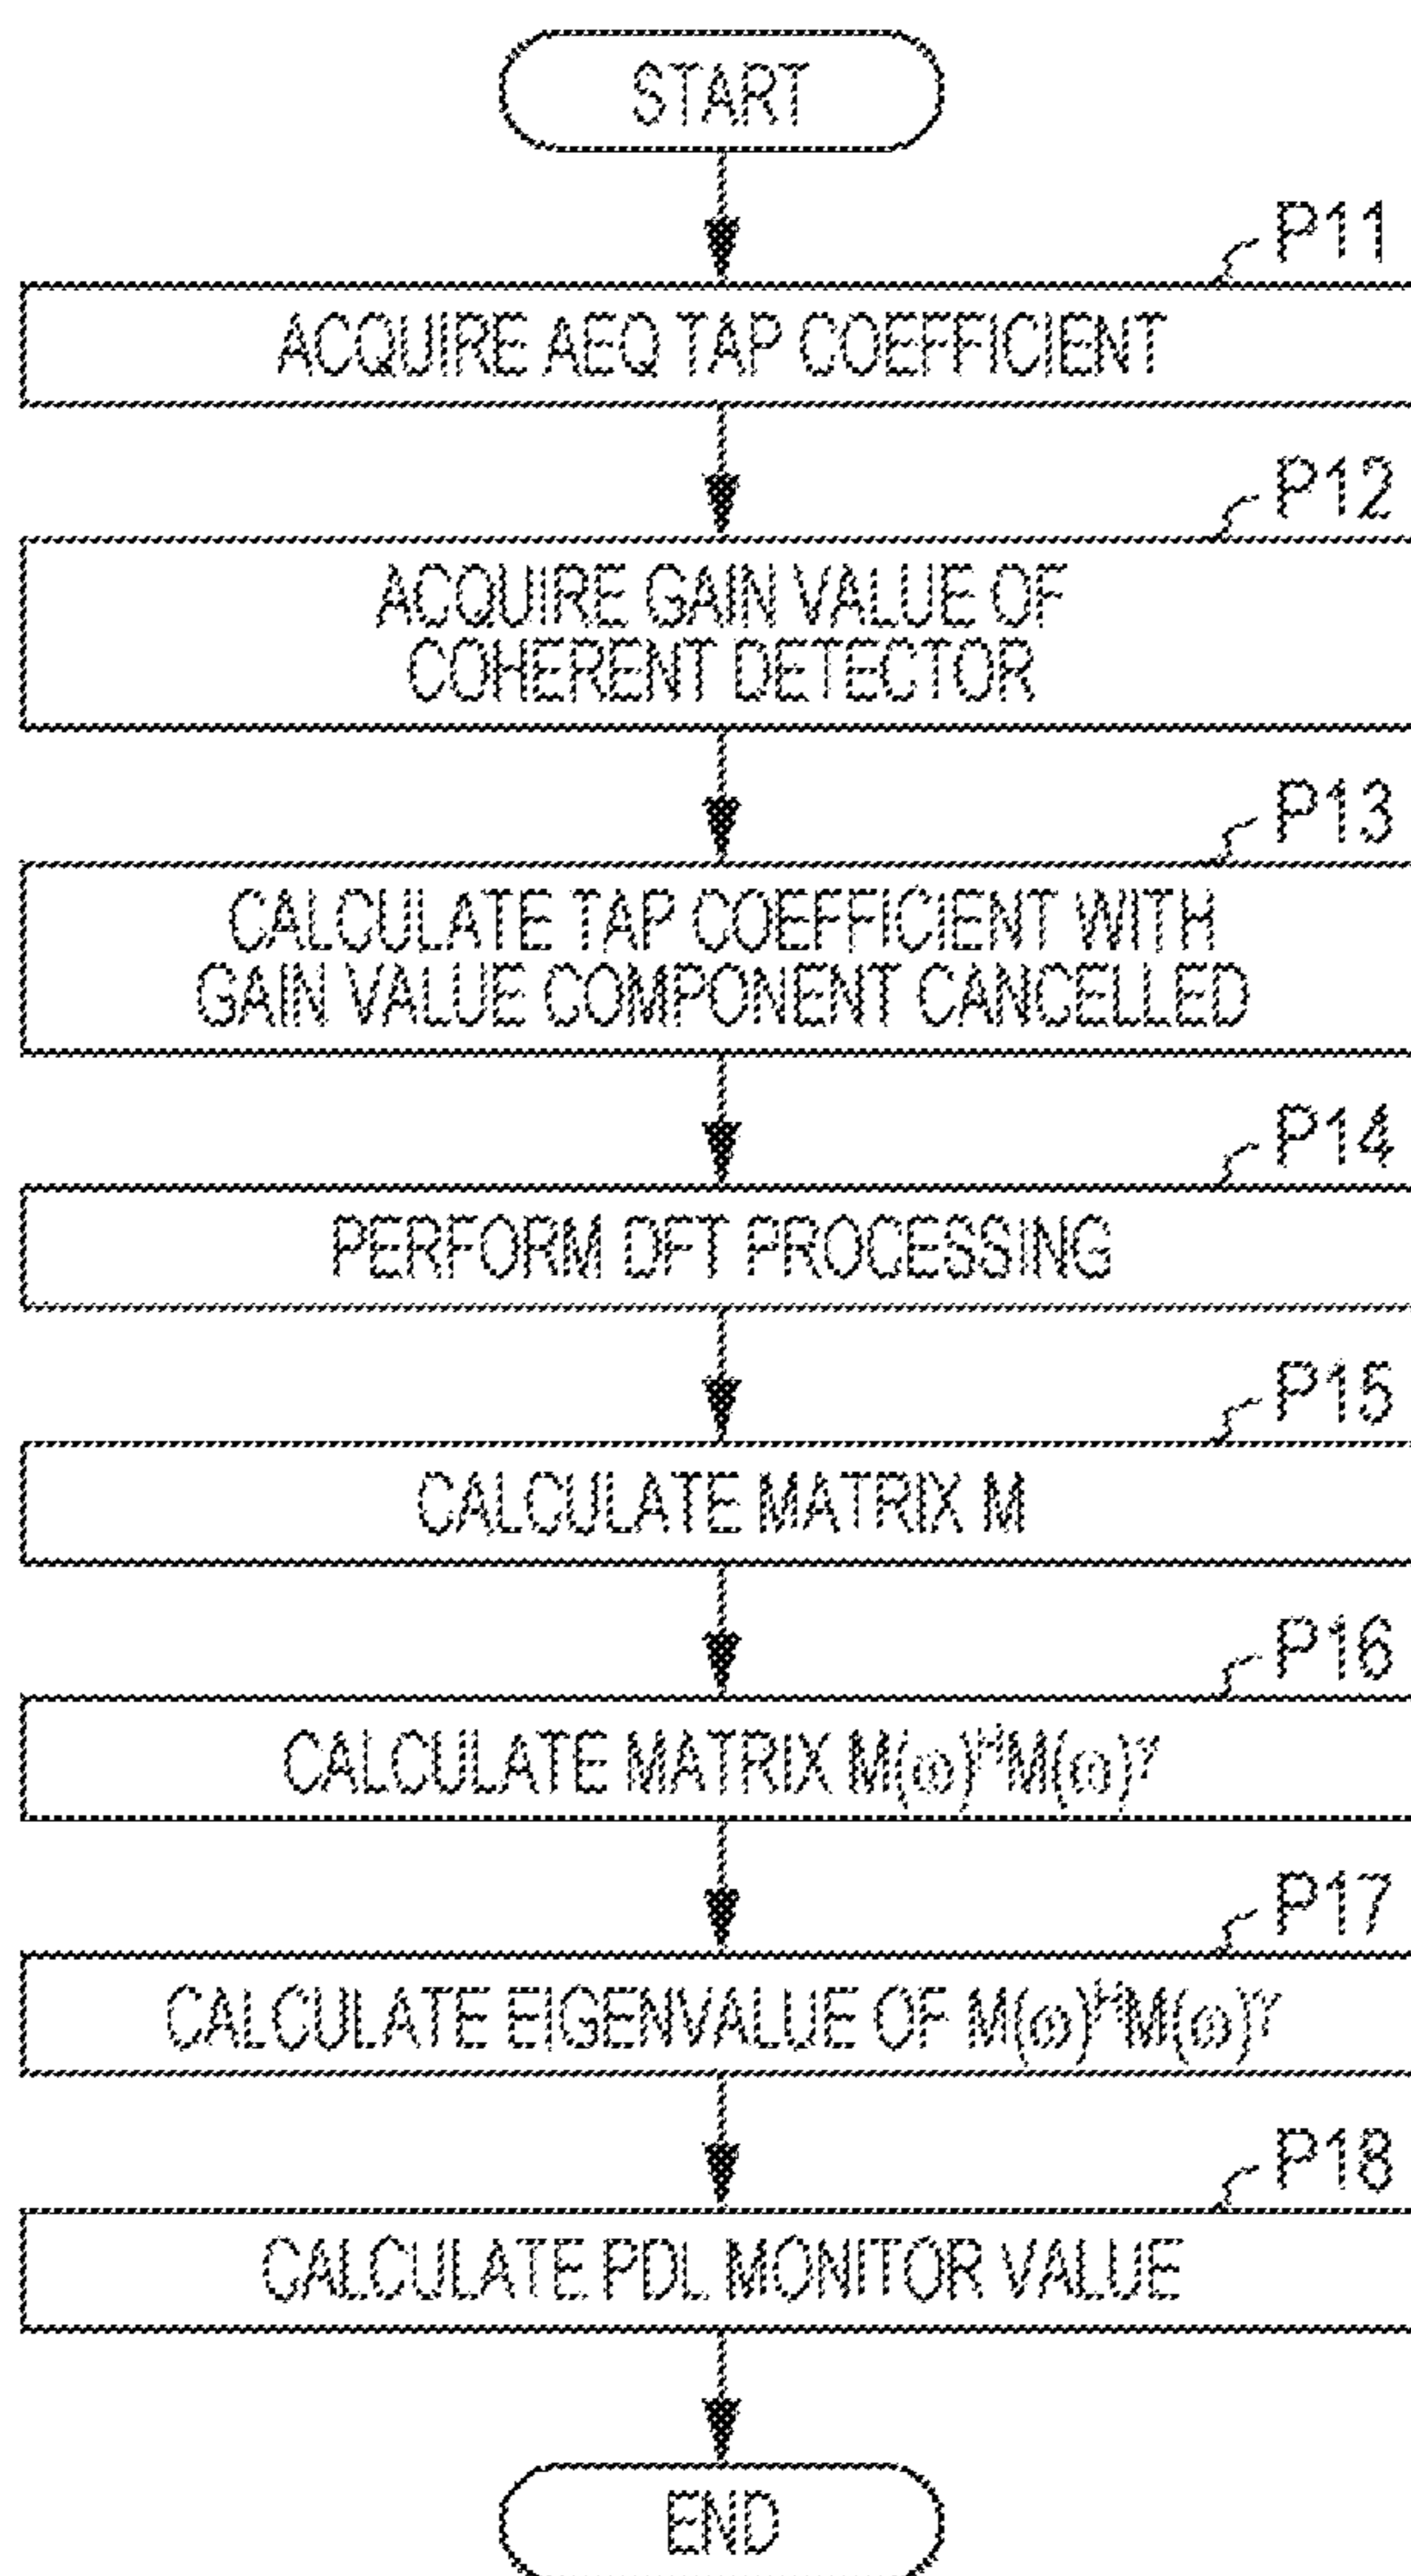 START
P11
ACQUIRE AEQ TAP COEFFICIENT
P12
ACQUIRE GAIN VALUE OF
COHERENT DETECTOR
P13
CALCULATE TAP COEFFICIENT WITH
GAIN VALUE COMPONENT CANCELLED
P14
PERFORM DFT PROCESSING
P15
CALCULATE MATRIX M
P16
CALCULATE MATRIX M(ω)ᴴM(ω)ᵞ
P17
CALCULATE EIGENVALUE OF M(ω)ᴴM(ω)ᵞ
P18
CALCULATE PDL MONITOR VALUE
END